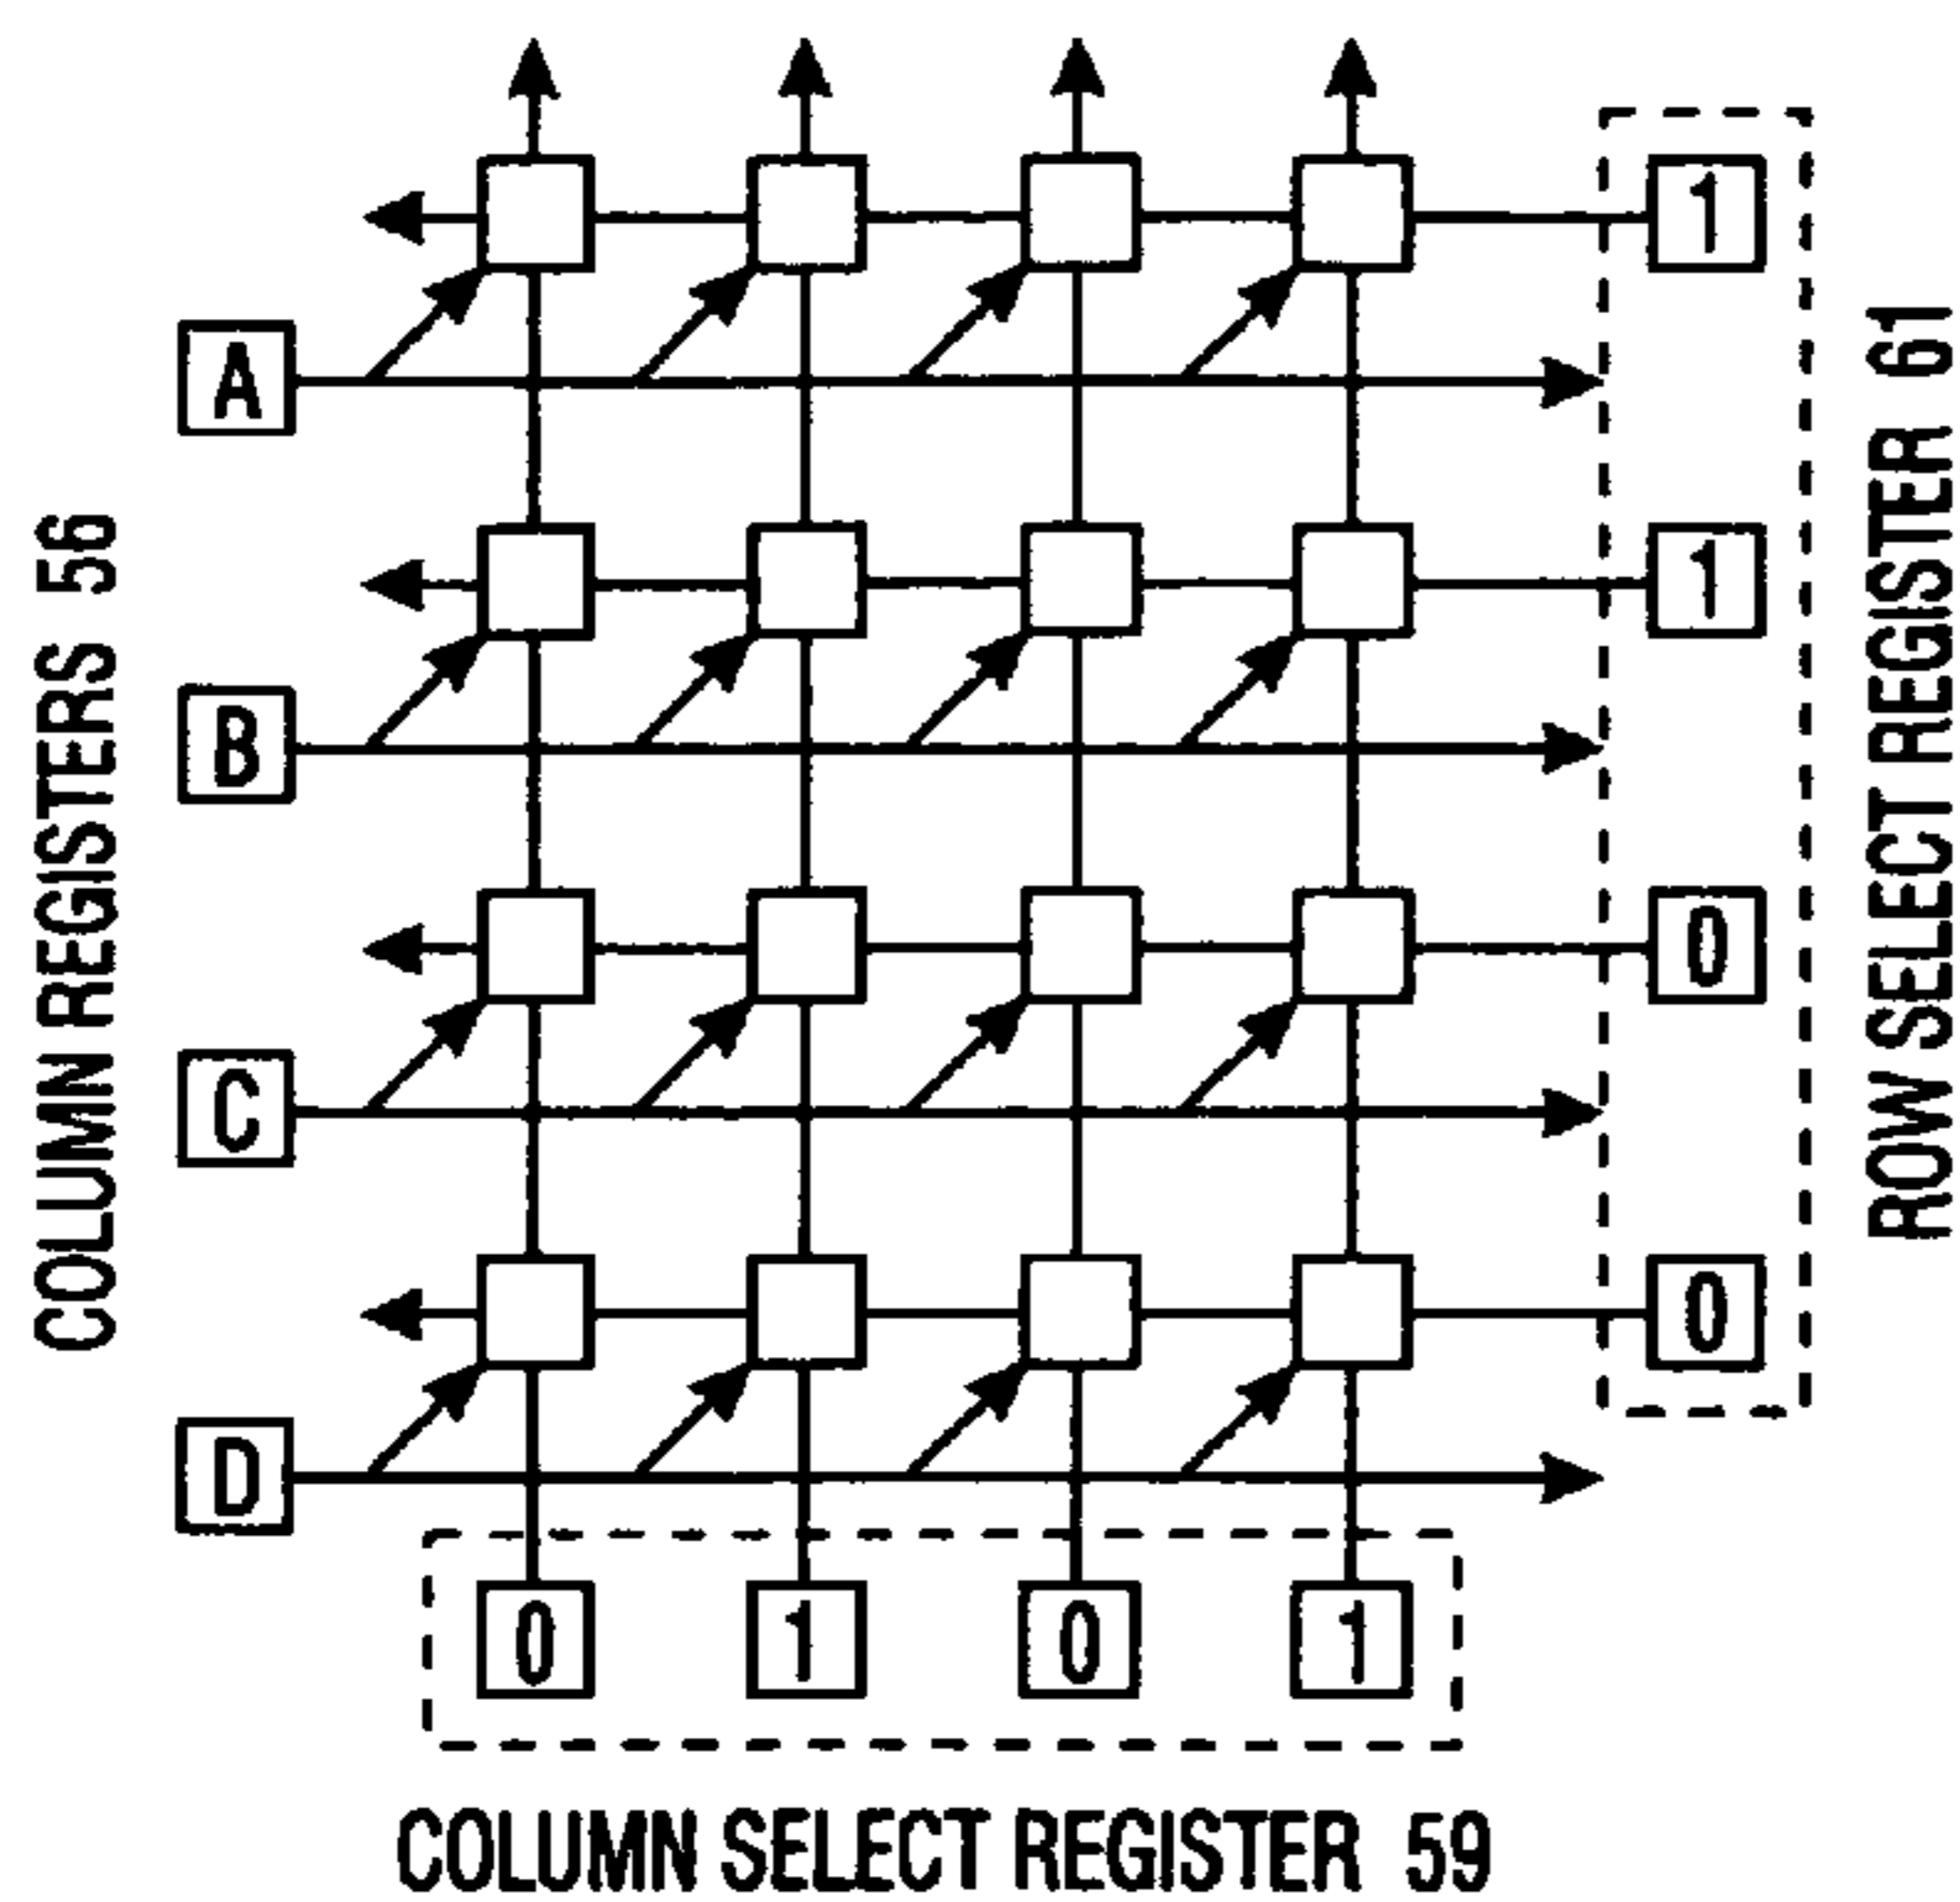 COLUMN REGISTERS 56
A
B
C
D
1
1
0
0
ROW SELECT REGISTER 61
0 1 0 1
COLUMN SELECT REGISTER 59